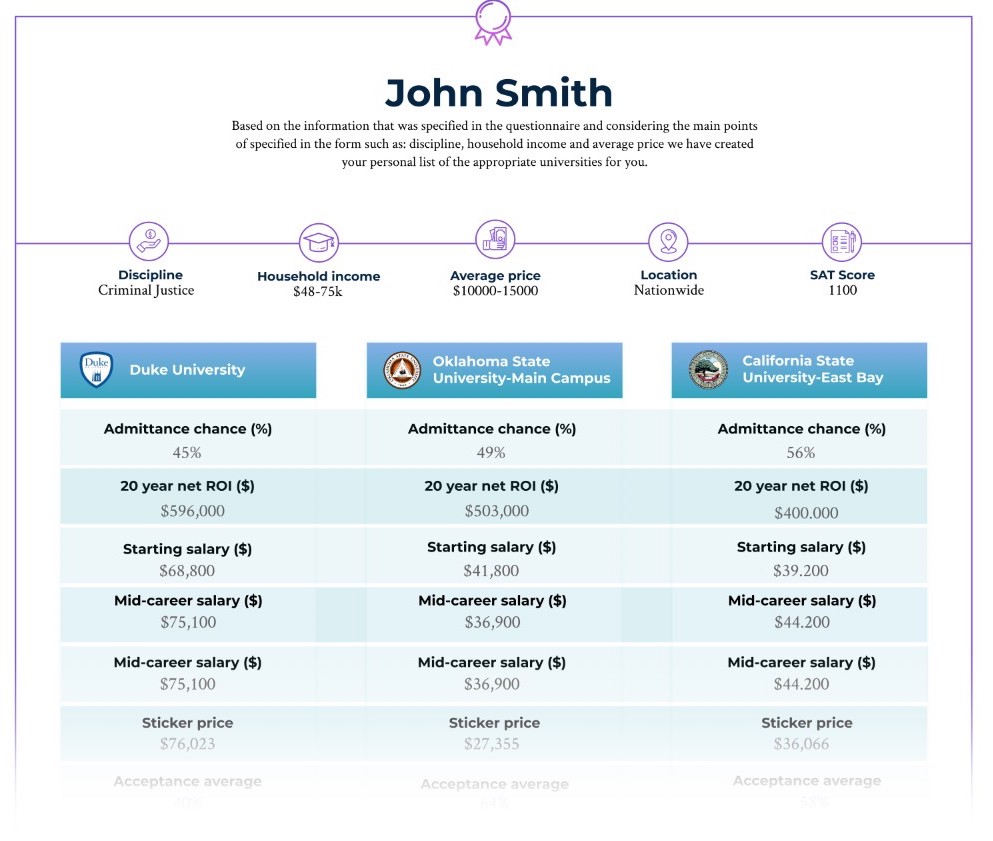 John Smith
Based on the information that was specified in the questionnaire and considering the main points
of specified in the form such as: discipline, household income and average price we have created
your personal list of the appropriate universities for you.
Discipline
Criminal Justice
Household income
$48-75k
Average price
$10000-15000
Location
Nationwide
SAT Score
1100
Duke
Duke University
Oklahoma State
University-Main Campus
California State
University-East Bay
Admittance chance (%)
45%
Admittance chance (%)
49%
Admittance chance (%)
56%
20 year net ROI ($)
$596,000
20 year net ROI ($)
$503,000
20 year net ROI ($)
$400.000
Starting salary ($)
$68,800
Starting salary ($)
$41,800
Starting salary ($)
$39.200
Mid-career salary ($)
$75,100
Mid-career salary ($)
$36,900
Mid-career salary ($)
$44.200
Mid-career salary ($)
$75,100
Mid-career salary ($)
$36,900
Mid-career salary ($)
$44.200
Sticker price
$76,023
Sticker price
$27,355
Sticker price
$36,066
Acceptance average
Acceptance average
Acceptance average